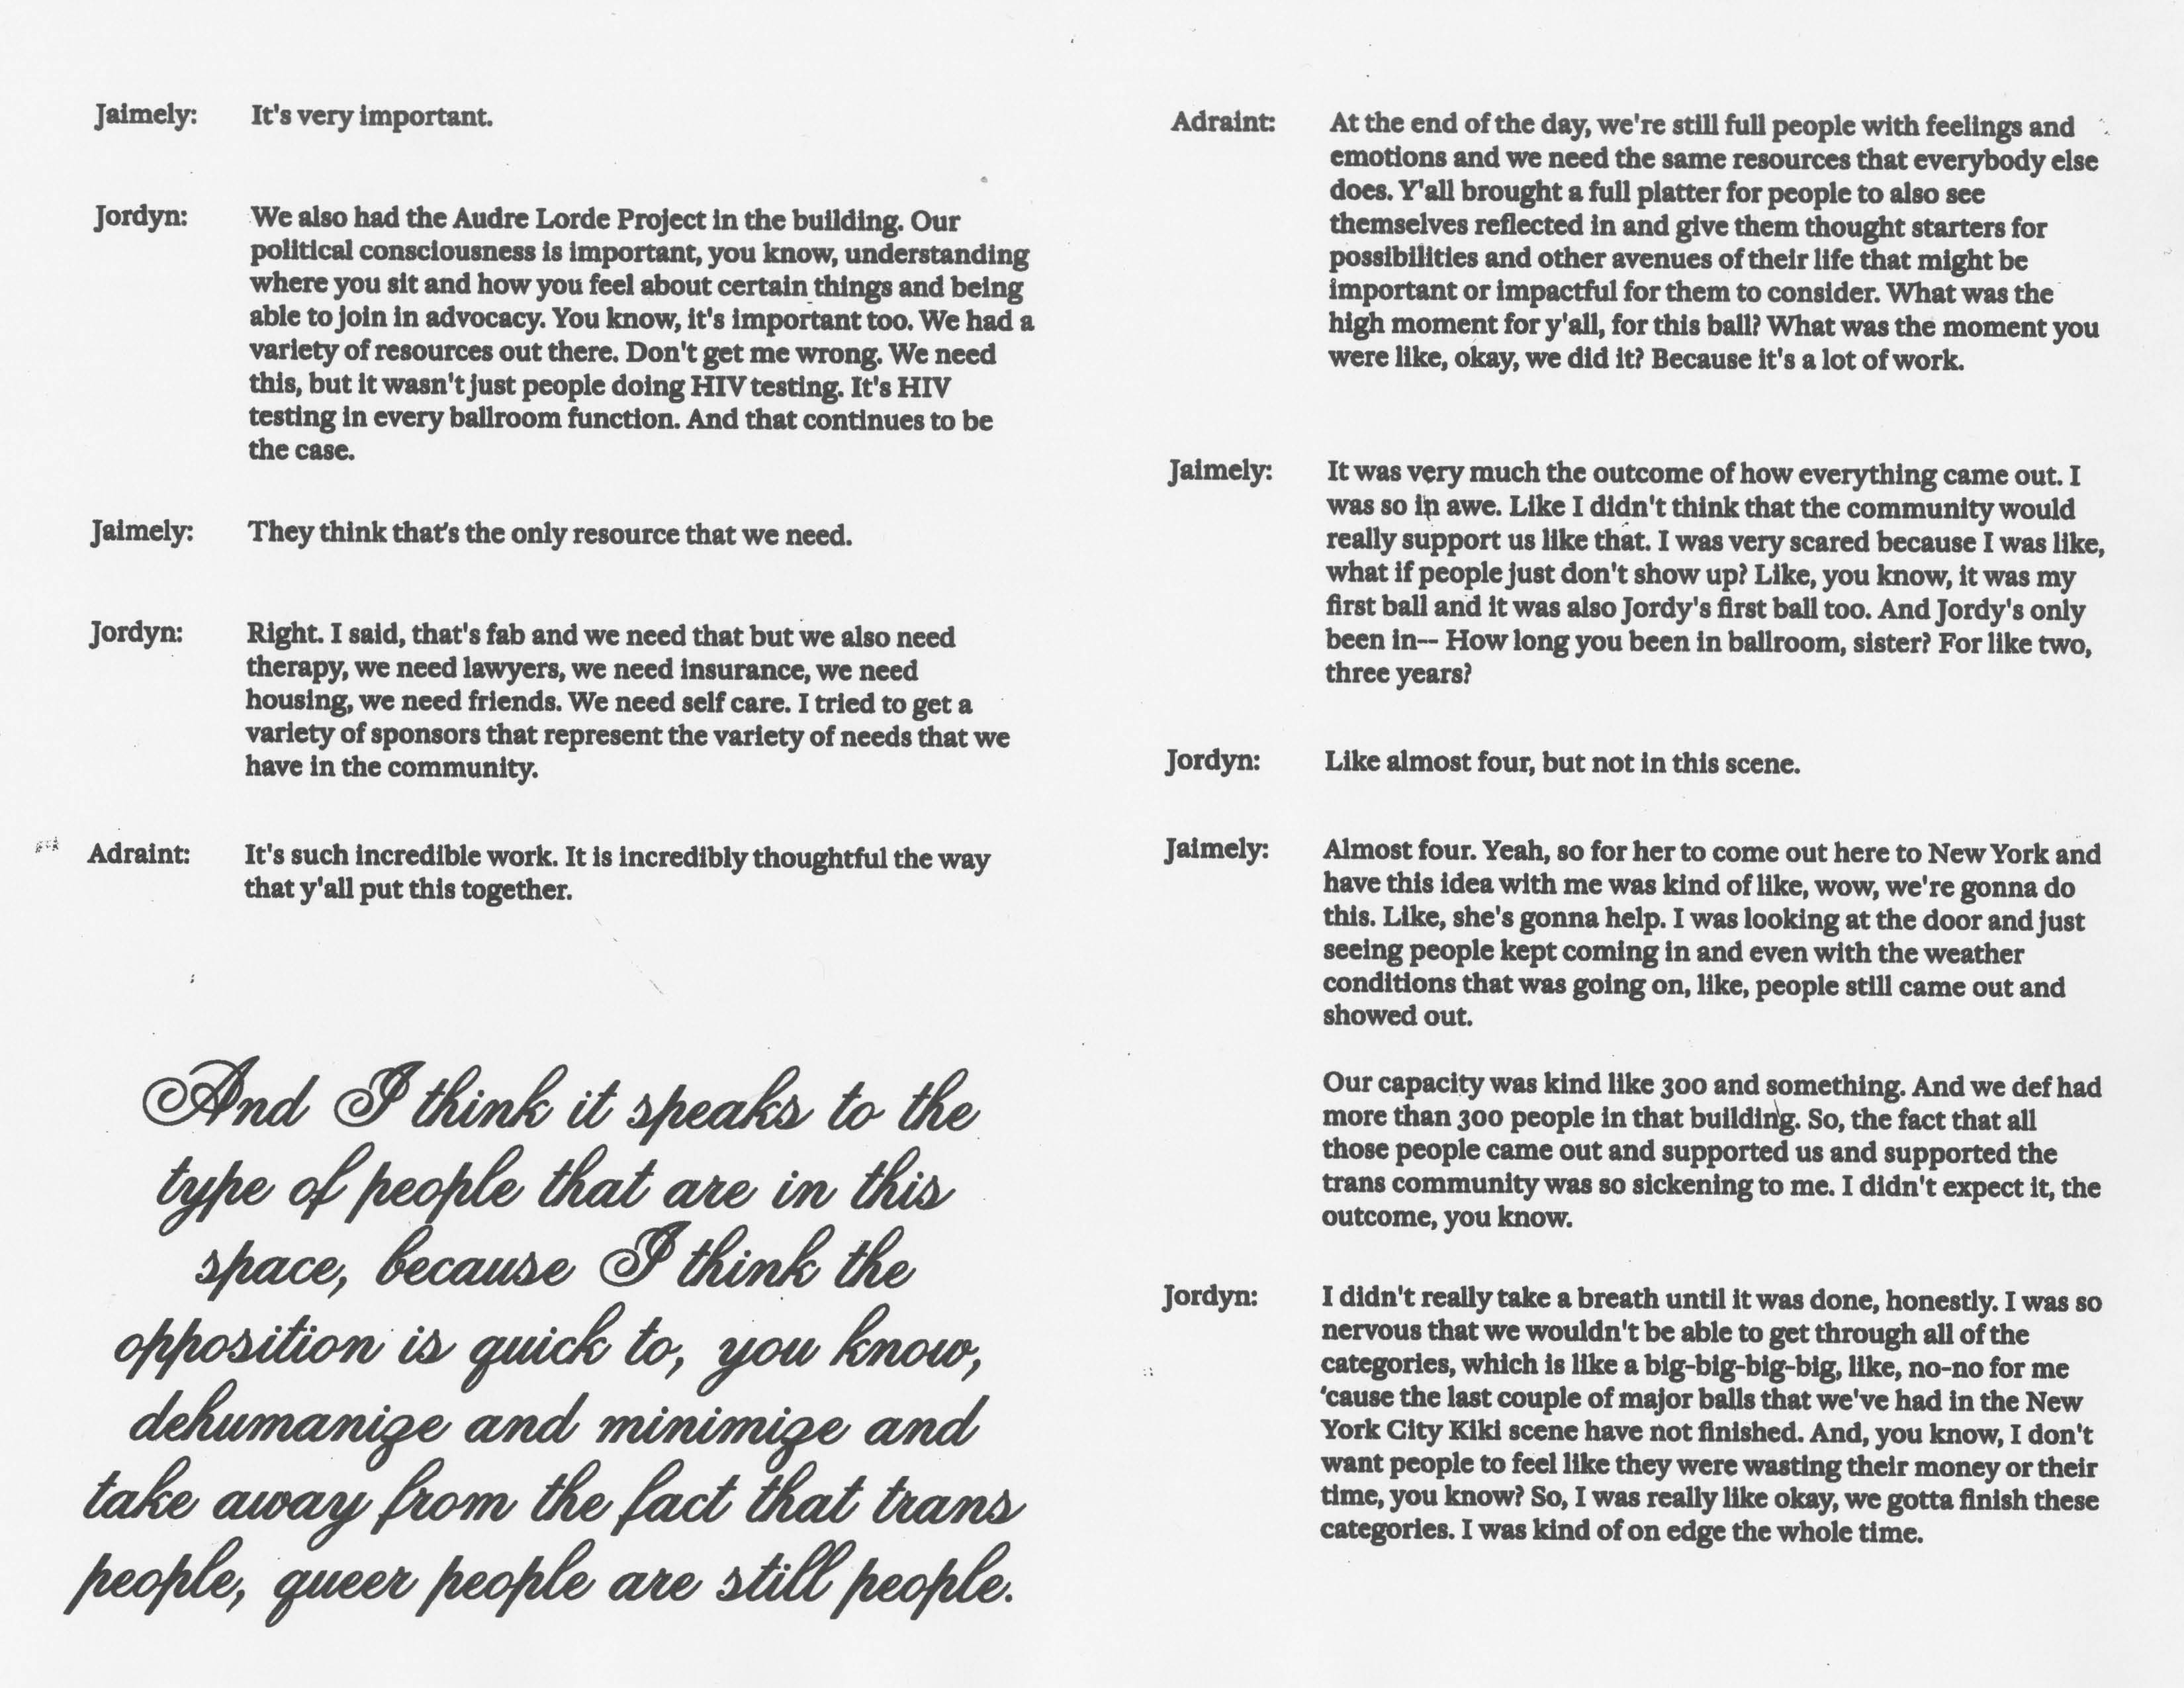 Jaimely: It's very important.
Jordyn: We also had the Audre Lorde Project in the building. Our
political consciousness is important, you know, understanding
where you sit and how you feel about certain things and being
able to join in advocacy. You know, it's important too. We had a
variety of resources out there. Don't get me wrong. We need
this, but it wasn't just people doing HIV testing. It's HIV
testing in every ballroom function. And that continues to be
the case.
Jaimely: They think that's the only resource that we need.
Jordyn: Right. I said, that's fab and we need that but we also need
therapy, we need lawyers, we need insurance, we need
housing, we need friends. We need self care. I tried to get a
variety of sponsors that represent the variety of needs that we
have in the community.
Adraint: It's such incredible work. It is incredibly thoughtful the way
that y'all put this together.
And I think it speaks to the
type of people that are in this
space, because I think the
opposition is quick to, you know,
dehumanize and minimize and
take away from the fact that trans
people, queer people are still people.
Adraint: At the end of the day, we're still full people with feelings and
emotions and we need the same resources that everybody else
does. Y'all brought a full platter for people to also see
themselves reflected in and give them thought starters for
possibilities and other avenues of their life that might be
important or impactful for them to consider. What was the
high moment for y'all, for this ball? What was the moment you
were like, okay, we did it? Because it's a lot of work.
Jaimely: It was very much the outcome of how everything came out. I
was so in awe. Like I didn't think that the community would
really support us like that. I was very scared because I was like,
what if people just don't show up? Like, you know, it was my
first ball and it was also Jordy's first ball too. And Jordy's only
been in-- How long you been in ballroom, sister? For like two,
three years?
Jordyn: Like almost four, but not in this scene.
Jaimely: Almost four. Yeah, so for her to come out here to New York and
have this idea with me was kind of like, wow, we're gonna do
this. Like, she's gonna help. I was looking at the door and just
seeing people kept coming in and even with the weather
conditions that was going on, like, people still came out and
showed out.
Our capacity was kind like 300 and something. And we def had
more than 300 people in that building. So, the fact that all
those people came out and supported us and supported the
trans community was so sickening to me. I didn't expect it, the
outcome, you know.
Jordyn: I didn't really take a breath until it was done, honestly. I was so
nervous that we wouldn't be able to get through all of the
categories, which is like a big-big-big-big, like, no-no for me
'cause the last couple of major balls that we've had in the New
York City Kiki scene have not finished. And, you know, I don't
want people to feel like they were wasting their money or their
time, you know? So, I was really like okay, we gotta finish these
categories. I was kind of on edge the whole time.